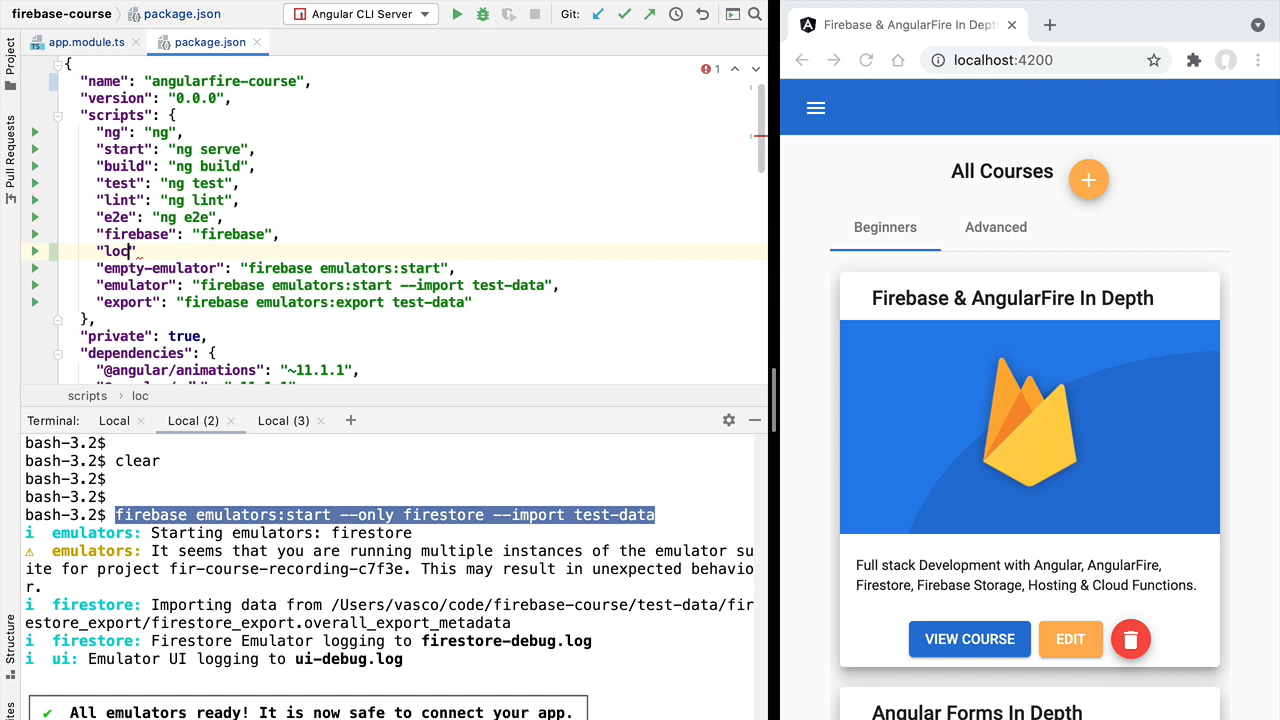 firebase-course
package.json
Angular CLI Server
Git:
app.module.ts
package.json
Project
Pull Requests
Structure
{
"name": "angularfire-course",
"version": "0.0.0",
"scripts": {
"ng": "ng",
"start": "ng serve",
"build": "ng build",
"test": "ng test",
"lint": "ng lint",
"e2e": "ng e2e",
"firebase": "firebase",
"loc"
"empty-emulator": "firebase emulators:start",
"emulator": "firebase emulators:start --import test-data",
"export": "firebase emulators:export test-data"
},
"private": true,
"dependencies": {
"@angular/animations": "~11.1.1",
1
scripts
loc
Terminal:
Local
Local (2)
Local (3)
bash-3.2$
bash-3.2$ clear
bash-3.2$
bash-3.2$
bash-3.2$ firebase emulators:start --only firestore --import test-data
i emulators: Starting emulators: firestore
⚠ emulators: It seems that you are running multiple instances of the emulator su
ite for project fir-course-recording-c7f3e. This may result in unexpected behavio
r.
i firestore: Importing data from /Users/vasco/code/firebase-course/test-data/fir
estore_export/firestore_export.overall_export_metadata
i firestore: Firestore Emulator logging to firestore-debug.log
i ui: Emulator UI logging to ui-debug.log
✔ All emulators ready! It is now safe to connect your app.
Firebase & AngularFire In Dept
localhost:4200
All Courses
Beginners
Advanced
Firebase & AngularFire In Depth
Full stack Development with Angular, AngularFire,
Firestore, Firebase Storage, Hosting & Cloud Functions.
VIEW COURSE
EDIT
Angular Forms In Depth